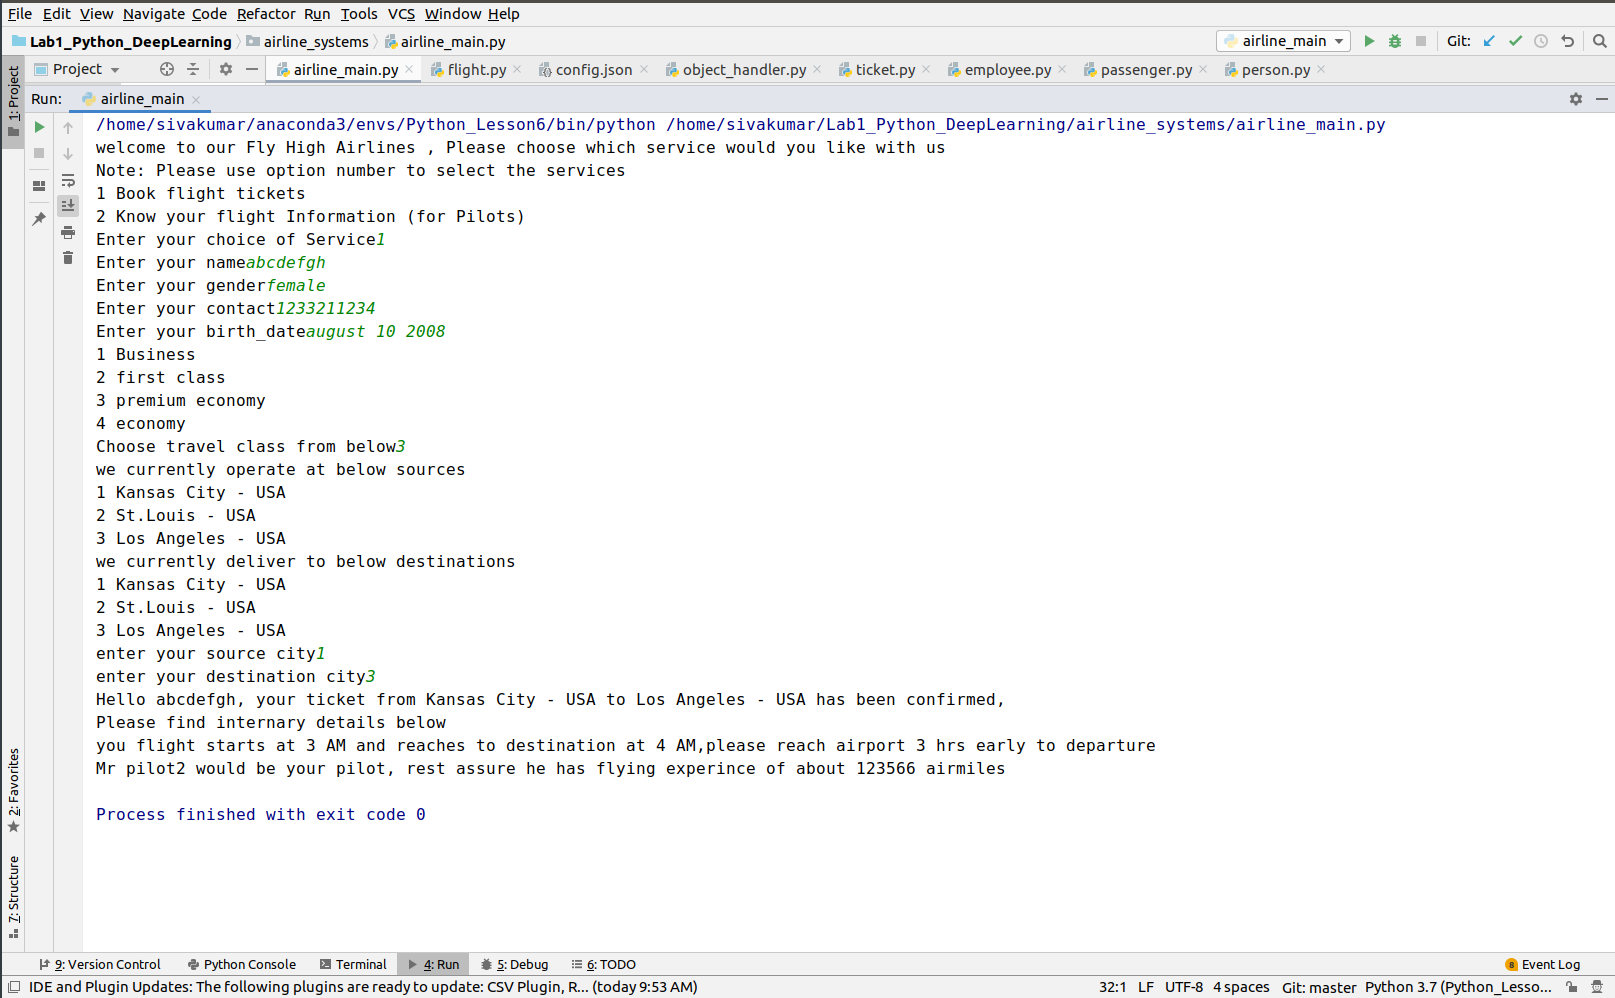 File Edit View Navigate Code Refactor Run Tools VCS Window Help
Lab1_Python_DeepLearning airline_systems airline_main.py airline_main Git:
1: Project
Project airline_main.py flight.py config.json object_handler.py ticket.py employee.py passenger.py person.py
Run: airline_main
/home/sivakumar/anaconda3/envs/Python_Lesson6/bin/python /home/sivakumar/Lab1_Python_DeepLearning/airline_systems/airline_main.py
welcome to our Fly High Airlines , Please choose which service would you like with us
Note: Please use option number to select the services
1 Book flight tickets
2 Know your flight Information (for Pilots)
Enter your choice of Service1
Enter your nameabcdefgh
Enter your genderfemale
Enter your contact1233211234
Enter your birth_dateaugust 10 2008
1 Business
2 first class
3 premium economy
4 economy
Choose travel class from below3
we currently operate at below sources
1 Kansas City - USA
2 St.Louis - USA
3 Los Angeles - USA
we currently deliver to below destinations
1 Kansas City - USA
2 St.Louis - USA
3 Los Angeles - USA
enter your source city1
enter your destination city3
Hello abcdefgh, your ticket from Kansas City - USA to Los Angeles - USA has been confirmed,
Please find internary details below
you flight starts at 3 AM and reaches to destination at 4 AM,please reach airport 3 hrs early to departure
Mr pilot2 would be your pilot, rest assure he has flying experince of about 123566 airmiles
Process finished with exit code 0
2: Favorites
7: Structure
9: Version Control Python Console Terminal 4: Run 5: Debug 6: TODO 8 Event Log
IDE and Plugin Updates: The following plugins are ready to update: CSV Plugin, R... (today 9:53 AM) 32:1 LF UTF-8 4 spaces Git: master Python 3.7 (Python_Lesso...